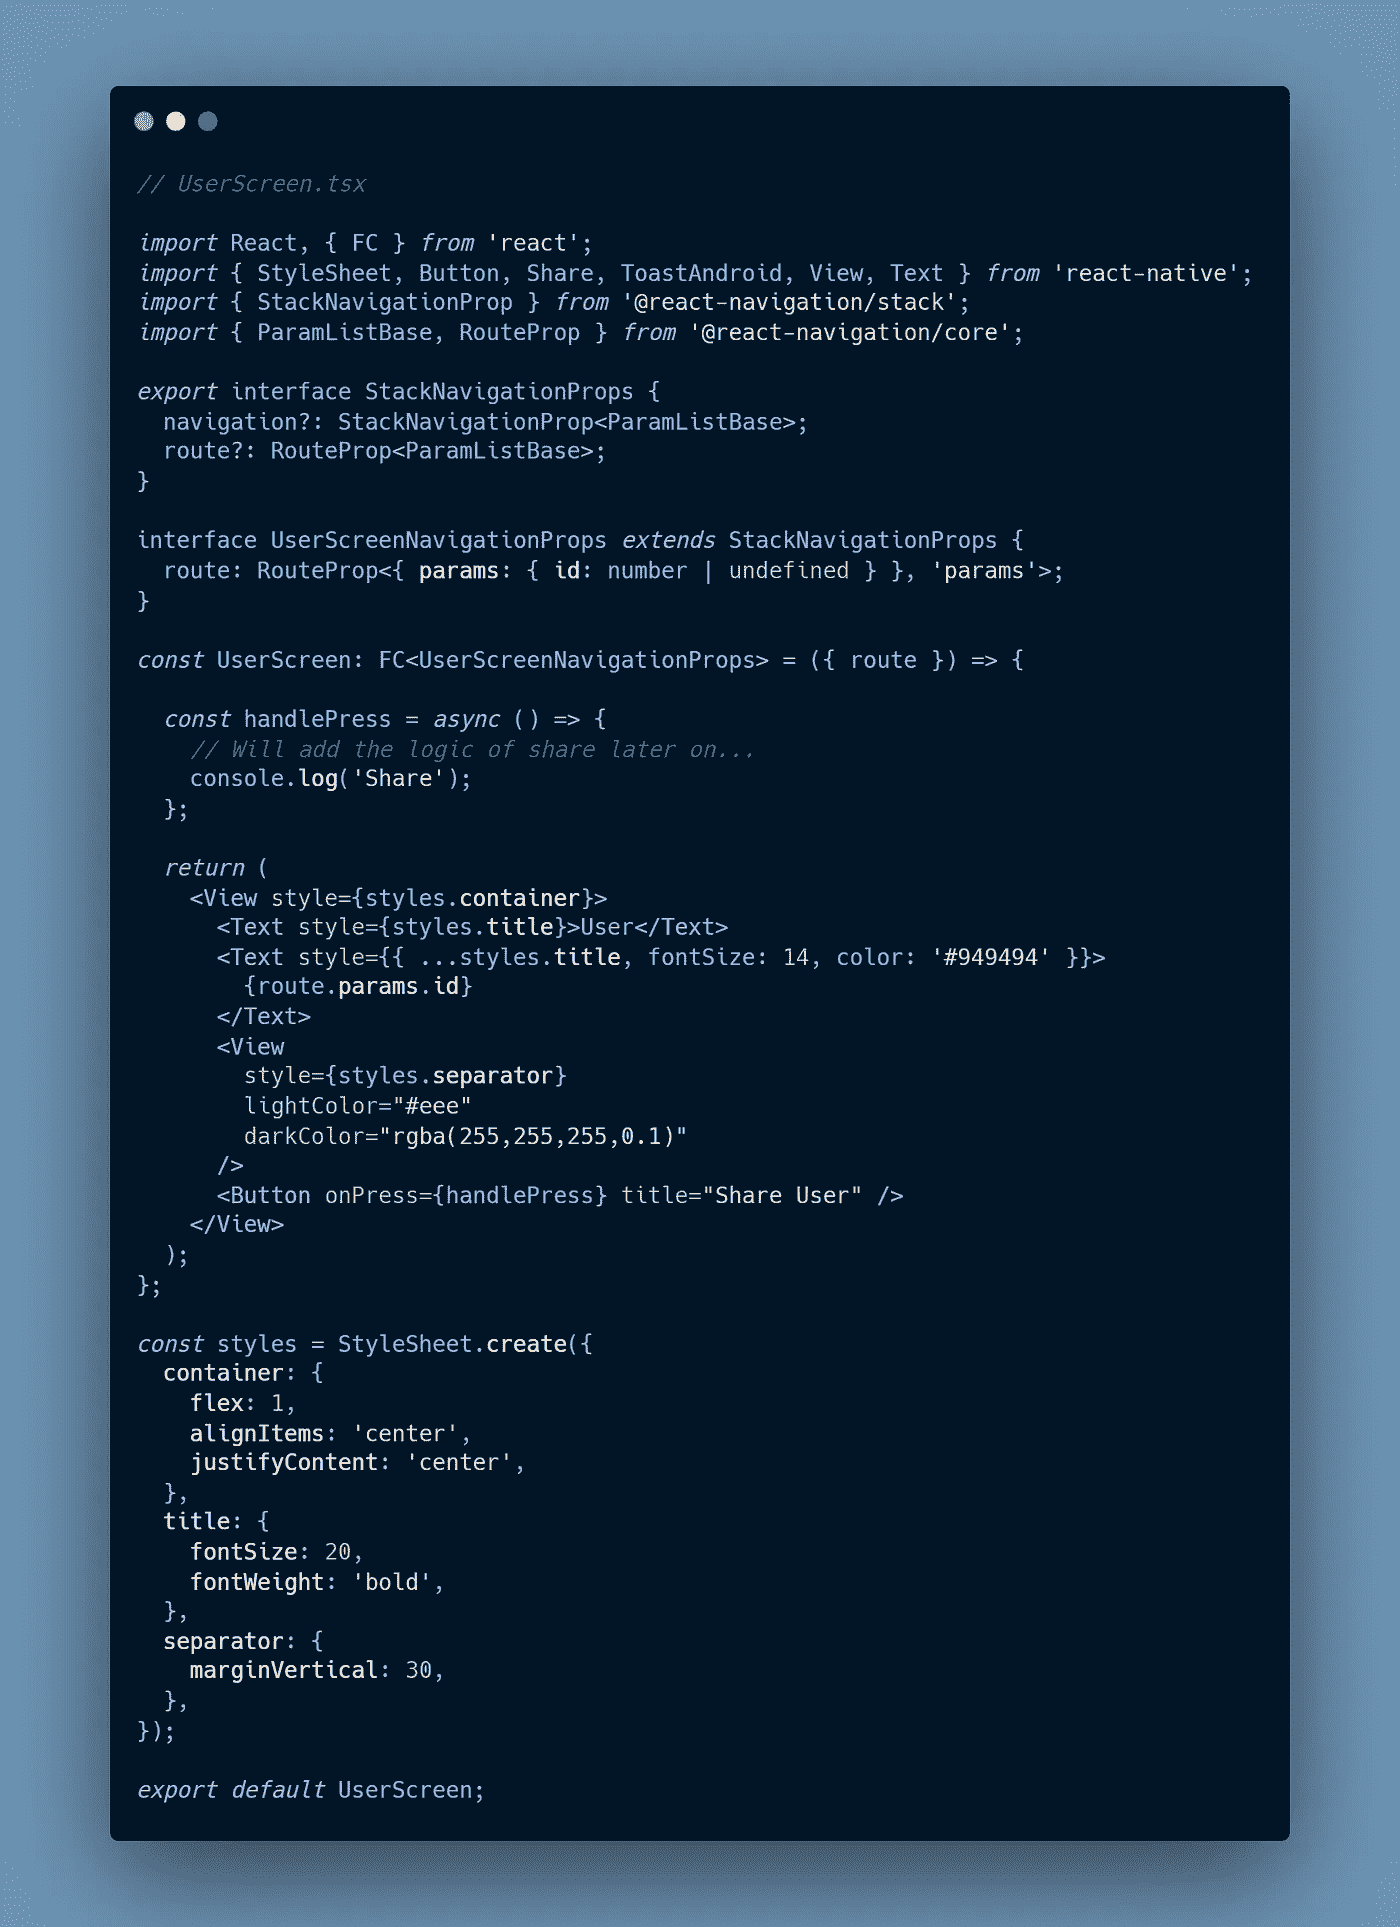 // UserScreen.tsx

import React, { FC } from 'react';
import { StyleSheet, Button, Share, ToastAndroid, View, Text } from 'react-native';
import { StackNavigationProp } from '@react-navigation/stack';
import { ParamListBase, RouteProp } from '@react-navigation/core';

export interface StackNavigationProps {
  navigation?: StackNavigationProp<ParamListBase>;
  route?: RouteProp<ParamListBase>;
}

interface UserScreenNavigationProps extends StackNavigationProps {
  route: RouteProp<{ params: { id: number | undefined } }, 'params'>;
}

const UserScreen: FC<UserScreenNavigationProps> = ({ route }) => {

  const handlePress = async () => {
    // Will add the logic of share later on...
    console.log('Share');
  };

  return (
    <View style={styles.container}>
      <Text style={styles.title}>User</Text>
      <Text style={{ ...styles.title, fontSize: 14, color: '#949494' }}>
        {route.params.id}
      </Text>
      <View
        style={styles.separator}
        lightColor="#eee"
        darkColor="rgba(255,255,255,0.1)"
      />
      <Button onPress={handlePress} title="Share User" />
    </View>
  );
};

const styles = StyleSheet.create({
  container: {
    flex: 1,
    alignItems: 'center',
    justifyContent: 'center',
  },
  title: {
    fontSize: 20,
    fontWeight: 'bold',
  },
  separator: {
    marginVertical: 30,
  },
});

export default UserScreen;